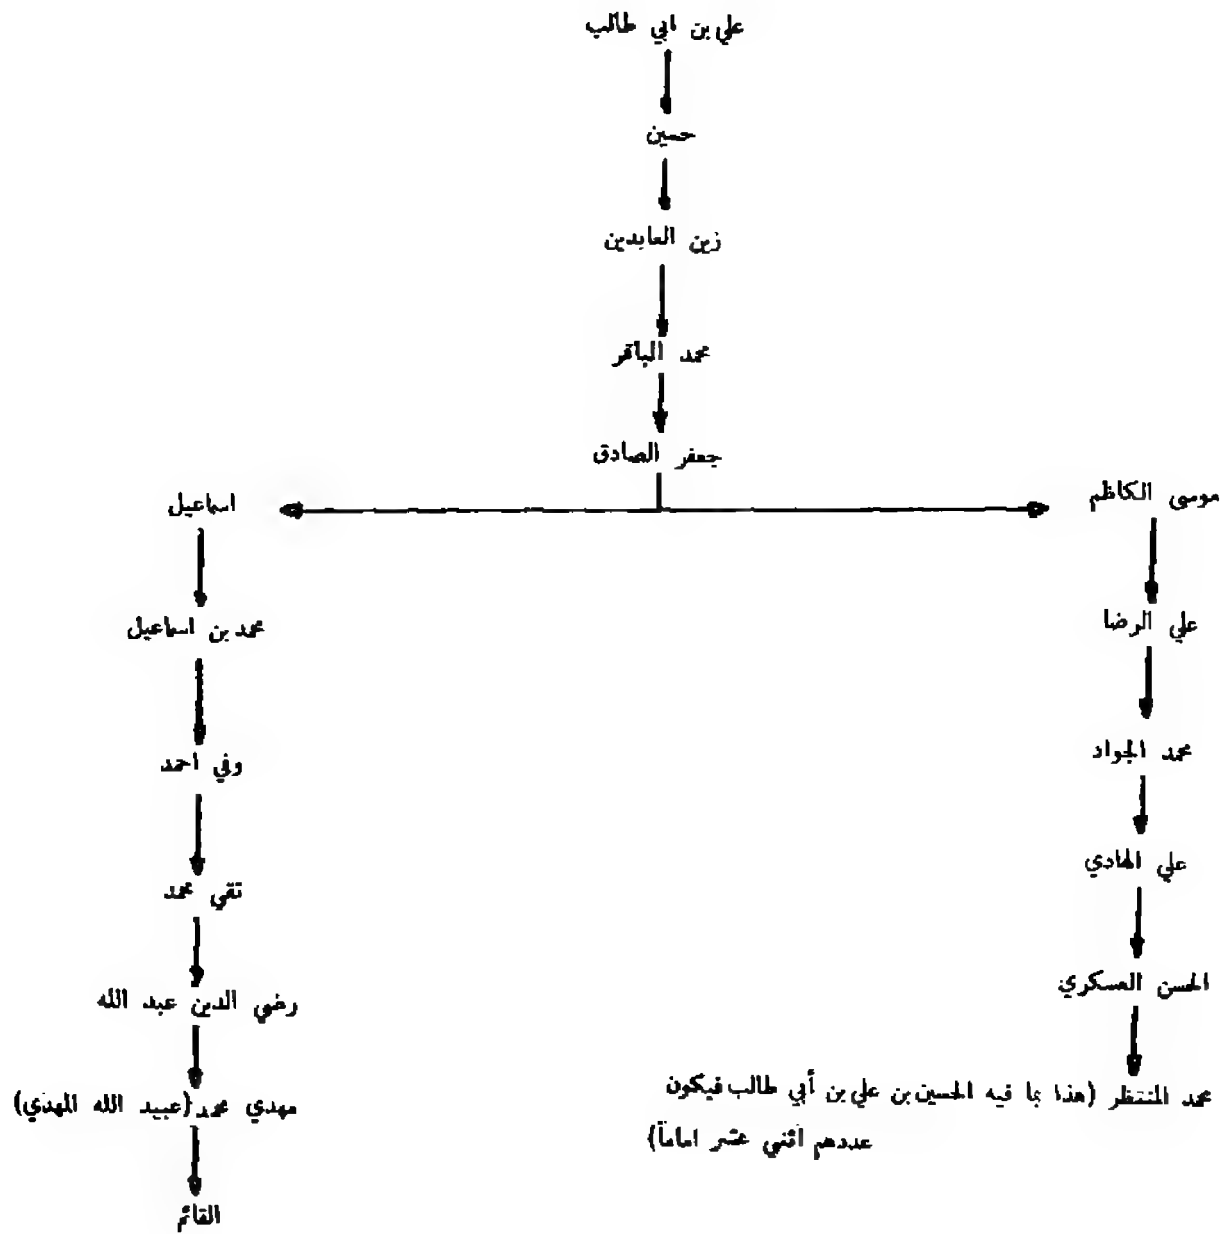 علي بن ابي طالب
حسين
زين العابدين
محمد الباقر
جعفر الصادق
موسى الكاظم
اسماعيل
علي الرضا
محمد بن اسماعيل
محمد الجواد
وفي احمد
علي الهادي
تقي محمد
الحسن العسكري
رضي الدين عبد الله
محمد المنتظر (هذا بما فيه الحسين بن علي بن أبي طالب فيكون
عددهم اثني عشر اماماً)
مهدي محمد (عبيد الله المهدي)
القائم